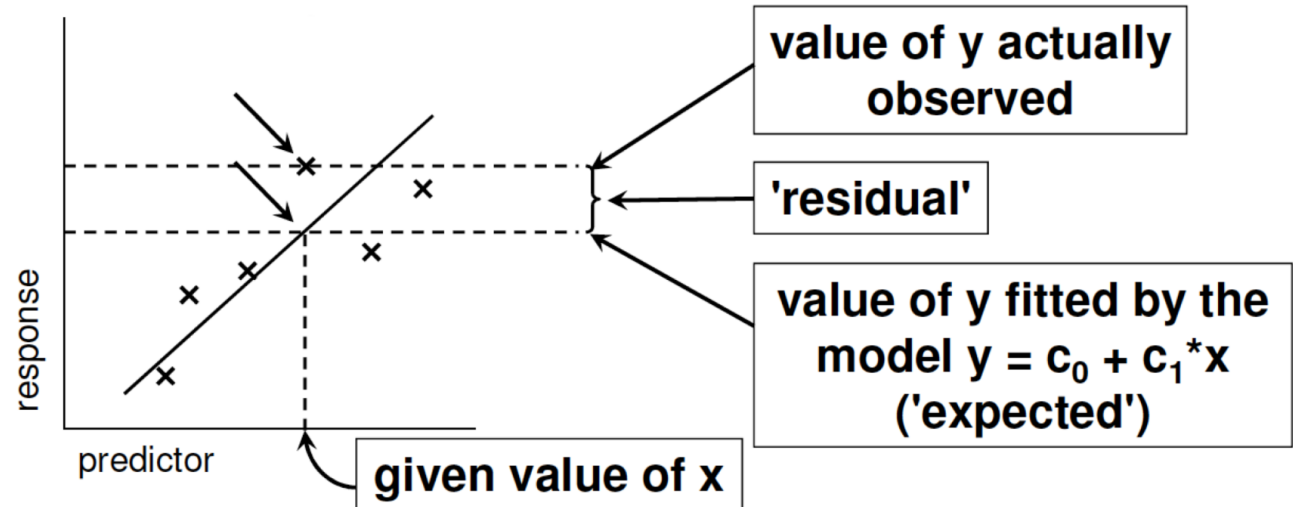 value of y actually
observed
'residual'
value of y fitted by the
model y = c₀ + c₁*x
('expected')
response
predictor
given value of x